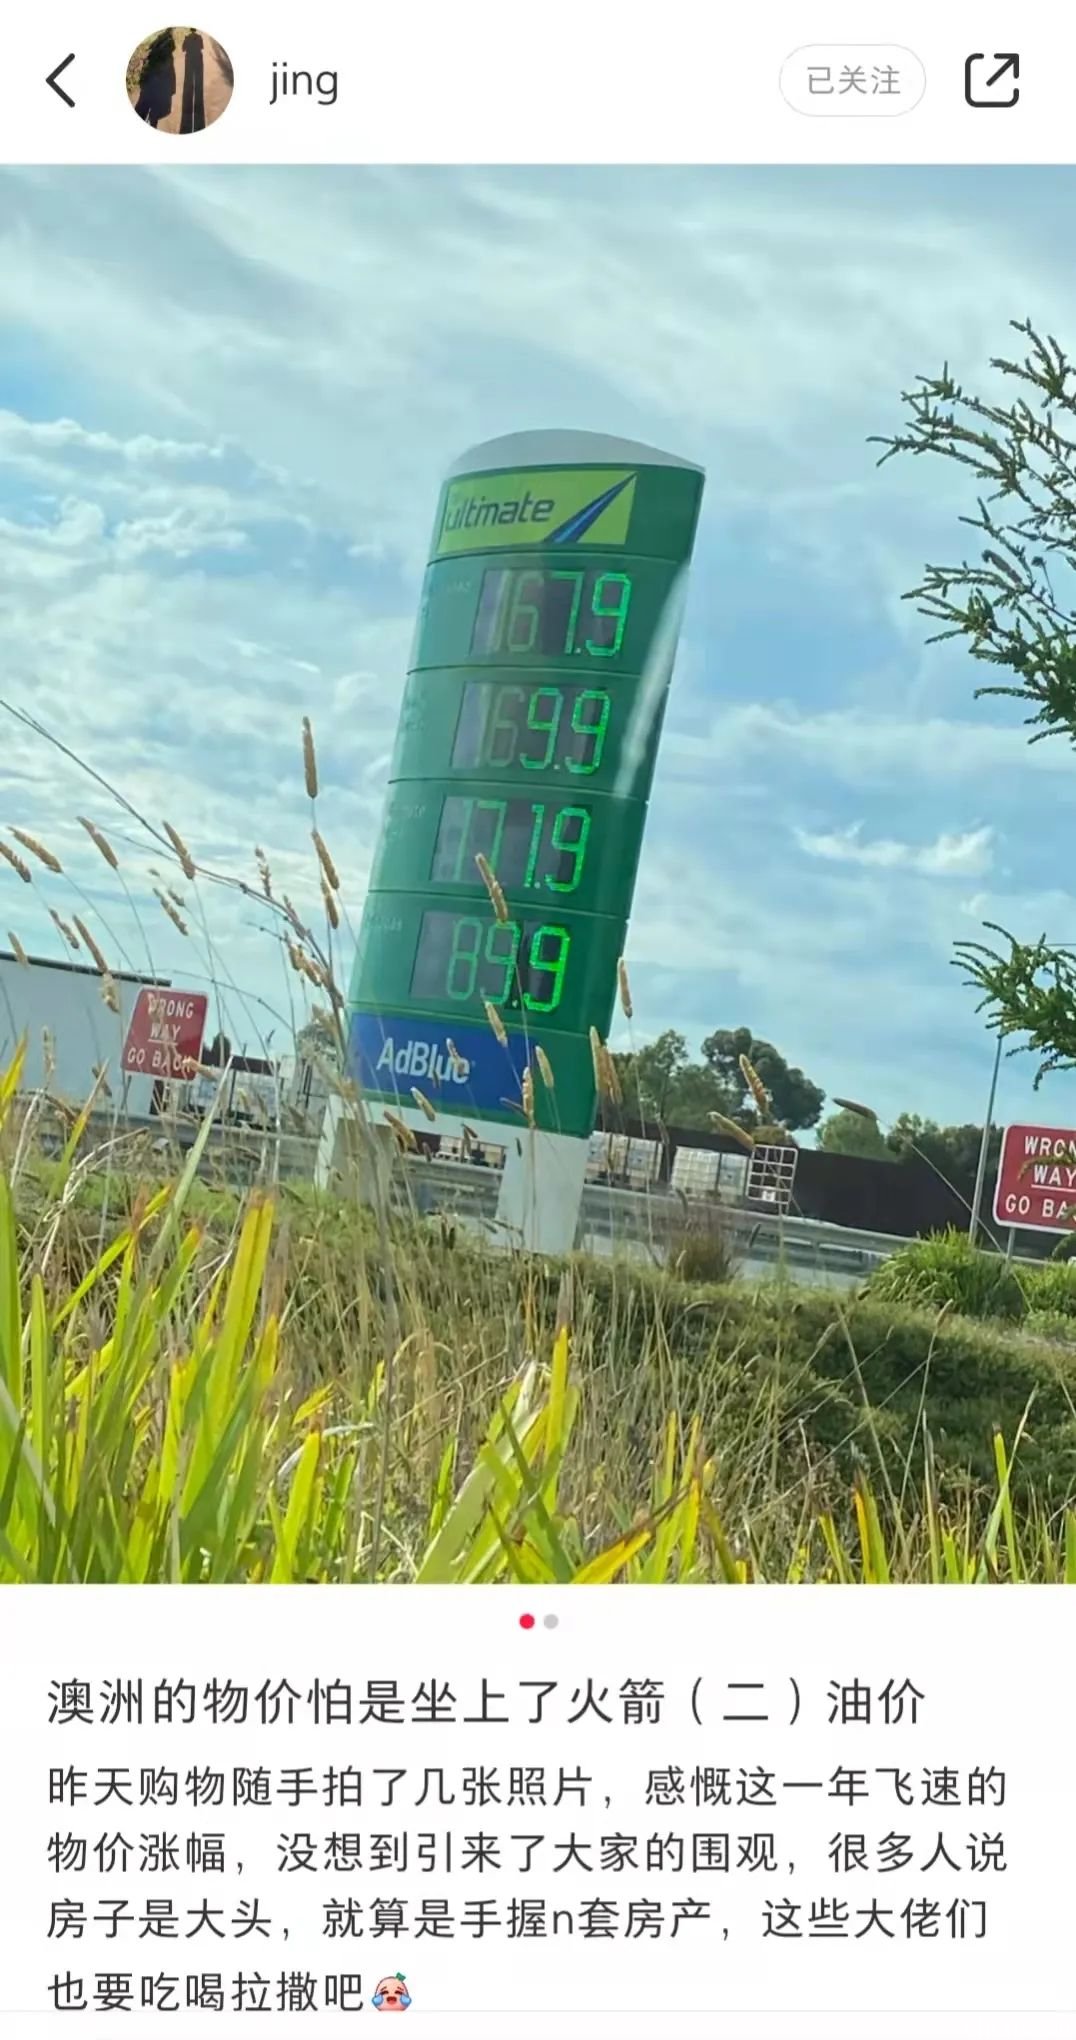 jing
已关注
ultimate
167.9
169.9
171.9
89.9
AdBlue
WRONG
WAY
GO BACK
WRON
WAY
GO BA
澳洲的物价怕是坐上了火箭（二）油价
昨天购物随手拍了几张照片，感慨这一年飞速的
物价涨幅，没想到引来了大家的围观，很多人说
房子是大头，就算是手握n套房产，这些大佬们
也要吃喝拉撒吧